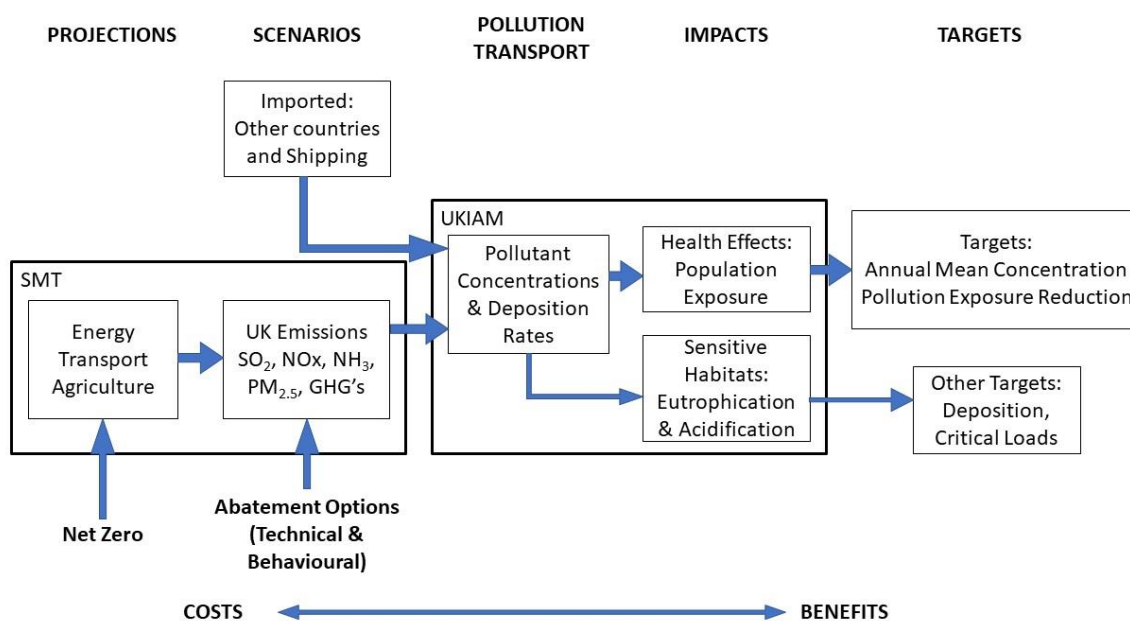 PROJECTIONS
SCENARIOS
POLLUTION
TRANSPORT
IMPACTS
TARGETS
Imported:
Other countries
and Shipping
SMT
Energy
Transport
Agriculture
UK Emissions
SO₂, NOx, NH₃,
PM₂.₅, GHG's
UKIAM
Pollutant
Concentrations
& Deposition
Rates
Health Effects:
Population
Exposure
Sensitive
Habitats:
Eutrophication
& Acidification
Targets:
Annual Mean Concentration
Pollution Exposure Reduction
Other Targets:
Deposition,
Critical Loads
Net Zero
Abatement Options
(Technical &
Behavioural)
COSTS
BENEFITS